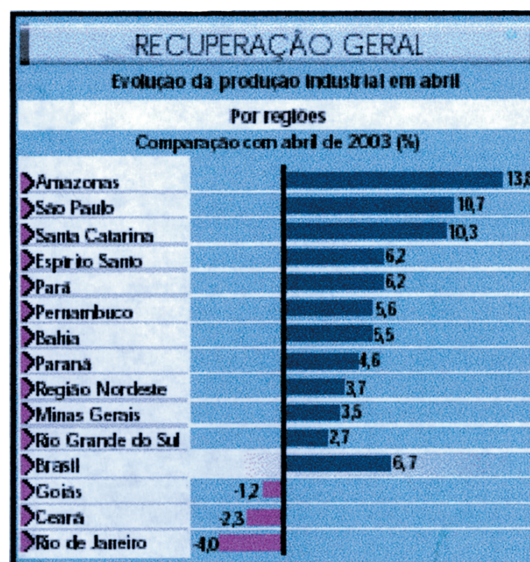 RECUPERAÇÃO GERAL
Evolução da produção industrial em abril
Por regiões
Comparação com abril de 2003 (%)
Amazonas 13,8
São Paulo 10,7
Santa Catarina 10,3
Espírito Santo 6,2
Pará 6,2
Pernambuco 5,6
Bahia 5,5
Paraná 4,6
Região Nordeste 3,7
Minas Gerais 3,5
Rio Grande do Sul 2,7
Brasil 6,7
Goiás -1,2
Ceará -2,3
Rio de Janeiro -4,0